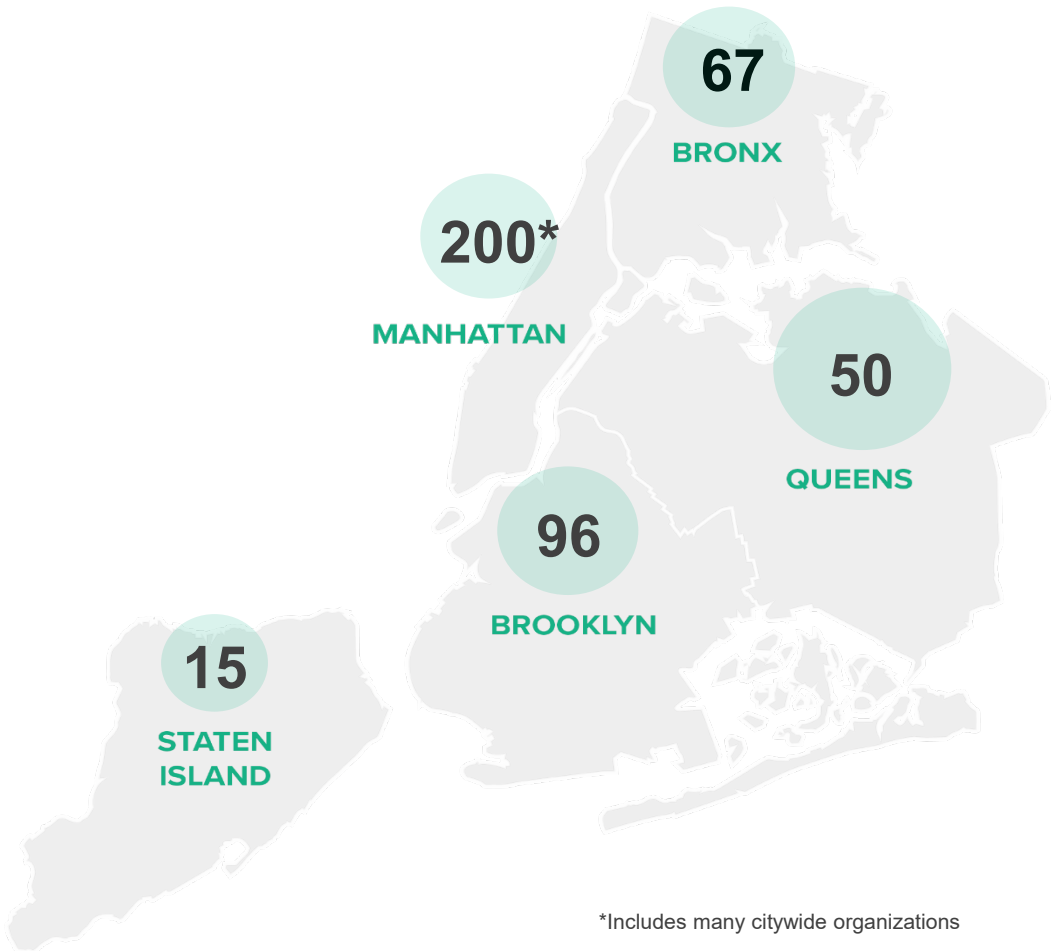 67
BRONX
200*
MANHATTAN
50
QUEENS
96
BROOKLYN
15
STATEN
ISLAND
*Includes many citywide organizations